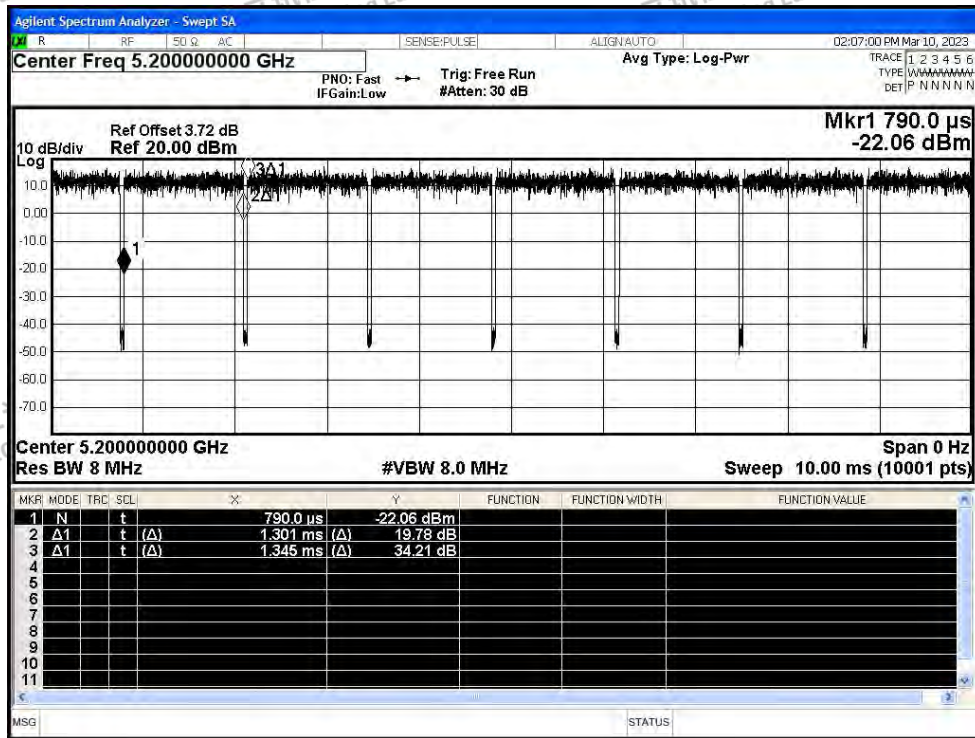 Agilent Spectrum Analyzer - Swept SA
LXI R RF 50 Ω AC SENSE:PULSE ALIGN AUTO 02:07:00 PM Mar 10, 2023
Center Freq 5.200000000 GHz
PNO: Fast
IFGain:Low
Trig: Free Run
#Atten: 30 dB
Avg Type: Log-Pwr
TRACE 1 2 3 4 5 6
TYPE WWWWWW
DET P N N N N N
Mkr1 790.0 µs
-22.06 dBm
Ref Offset 3.72 dB
10 dB/div Ref 20.00 dBm
Log
3Δ1
10.0
2Δ1
0.00
-10.0
1
-20.0
-30.0
-40.0
-50.0
-60.0
-70.0
Center 5.200000000 GHz Span 0 Hz
Res BW 8 MHz #VBW 8.0 MHz Sweep 10.00 ms (10001 pts)
MKR MODE TRC SCL X Y FUNCTION FUNCTION WIDTH FUNCTION VALUE
1 N t 790.0 µs -22.06 dBm
2 Δ1 t (Δ) 1.301 ms (Δ) 19.78 dB
3 Δ1 t (Δ) 1.345 ms (Δ) 34.21 dB
4
5
6
7
8
9
10
11
MSG STATUS